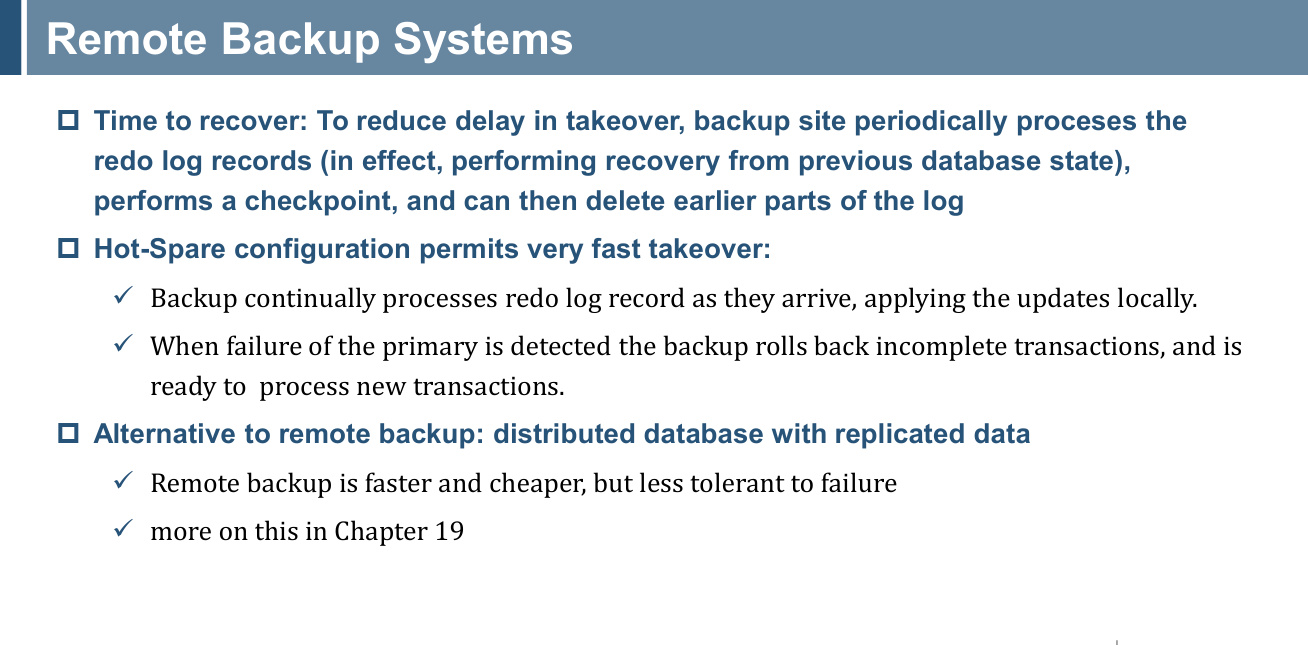 Remote Backup Systems
Time to recover: To reduce delay in takeover, backup site periodically proceses the
redo log records (in effect, performing recovery from previous database state),
performs a checkpoint, and can then delete earlier parts of the log
Hot-Spare configuration permits very fast takeover:
Backup continually processes redo log record as they arrive, applying the updates locally.
When failure of the primary is detected the backup rolls back incomplete transactions, and is
ready to  process new transactions.
Alternative to remote backup: distributed database with replicated data
Remote backup is faster and cheaper, but less tolerant to failure
more on this in Chapter 19